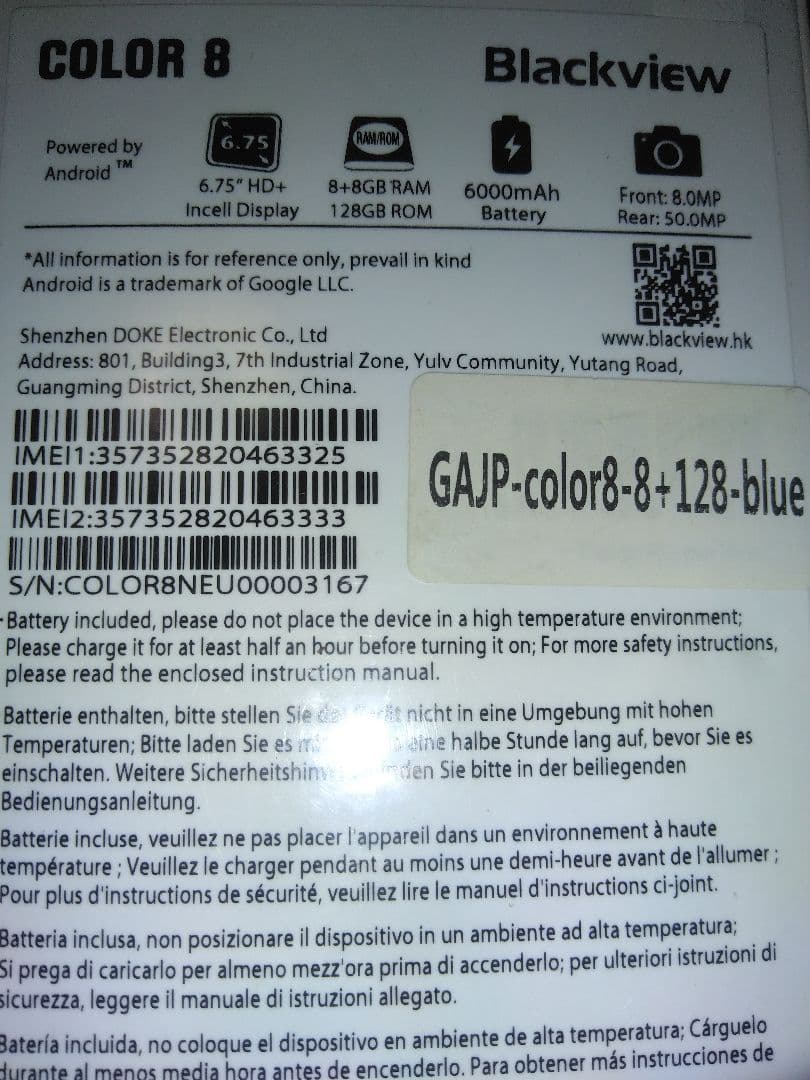 COLOR 8
Blackview
Powered by
Android ™
6.75
6.75" HD+
Incell Display
RAM/ROM
8+8GB RAM
128GB ROM
6000mAh
Battery
Front: 8.0MP
Rear: 50.0MP
*All information is for reference only, prevail in kind
Android is a trademark of Google LLC.
www.blackview.hk
Shenzhen DOKE Electronic Co., Ltd
Address: 801, Building3, 7th Industrial Zone, Yulv Community, Yutang Road,
Guangming District, Shenzhen, China.
IMEI1:357352820463325
IMEI2:357352820463333
S/N:COLOR8NEU00003167
GAJP-color8-8+128-blue
·Battery included, please do not place the device in a high temperature environment;
Please charge it for at least half an hour before turning it on; For more safety instructions,
please read the enclosed instruction manual.
Batterie enthalten, bitte stellen Sie nicht in eine Umgebung mit hohen
Temperaturen; Bitte laden Sie es eine halbe Stunde lang auf, bevor Sie es
einschalten. Weitere Sie bitte in der beiliegenden
Bedienungsanleitung.
Batterie incluse, veuillez ne pas placer l'appareil dans un environnement à haute
température ; Veuillez le charger pendant au moins une demi-heure avant de l'allumer ;
Pour plus d'instructions de sécurité, veuillez lire le manuel d'instructions ci-joint.
Batteria inclusa, non posizionare il dispositivo in un ambiente ad alta temperatura;
Si prega di caricarlo per almeno mezz'ora prima di accenderlo; per ulteriori istruzioni di
sicurezza, leggere il manuale di istruzioni allegato.
Batería incluida, no coloque el dispositivo en ambiente de alta temperatura; Cárguelo
durante al menos media hora antes de encenderlo. Para obtener más instrucciones de